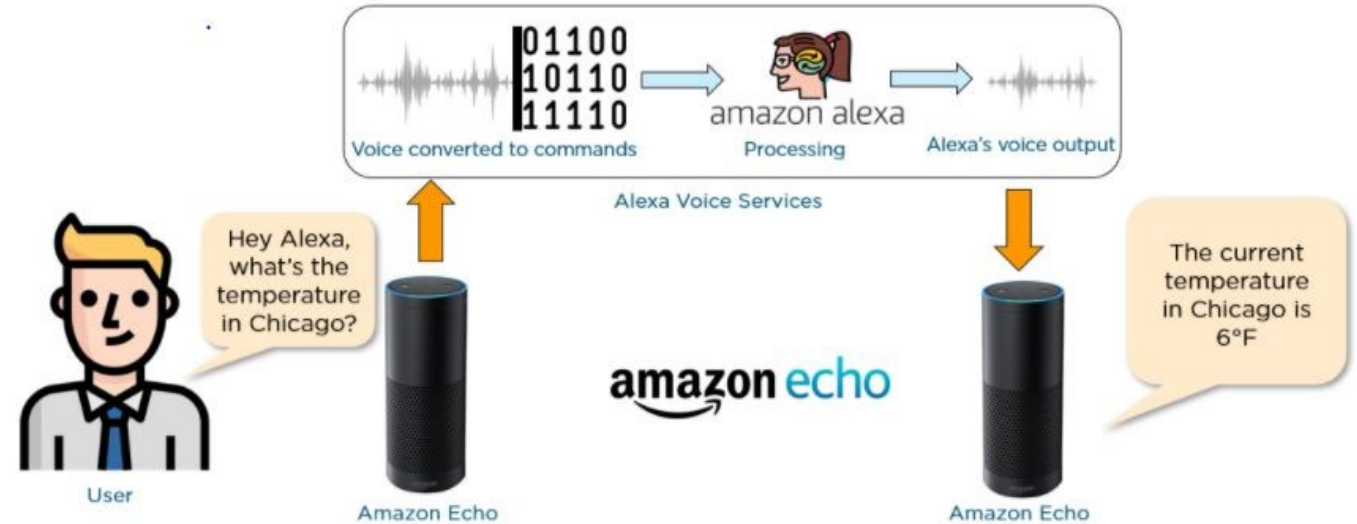 01100
10110
11110
Voice converted to commands
amazon alexa
Processing
Alexa's voice output
Alexa Voice Services
Hey Alexa,
what's the
temperature
in Chicago?
The current
temperature
in Chicago is
6°F
amazon echo
User
Amazon Echo
Amazon Echo